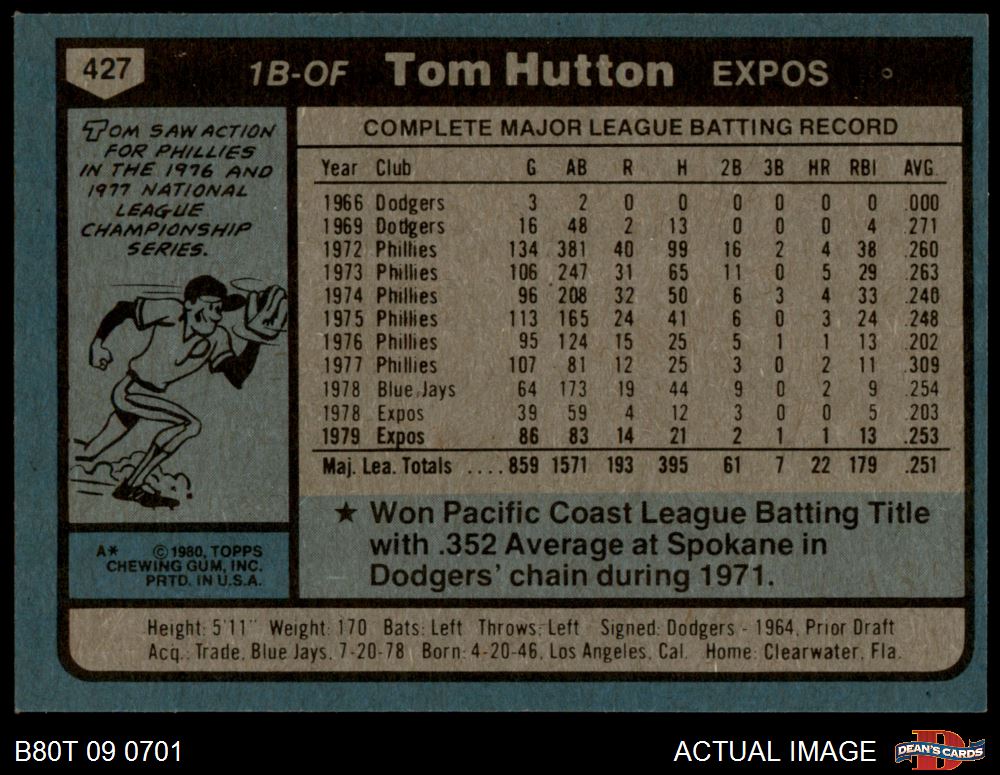 427 1B-OF Tom Hutton EXPOS
TOM SAW ACTION
FOR PHILLIES
IN THE 1976 AND
1977 NATIONAL
LEAGUE
CHAMPIONSHIP
SERIES.
P
A* © 1980, TOPPS
CHEWING GUM, INC.
PRTD. IN U.S.A.
COMPLETE MAJOR LEAGUE BATTING RECORD
Year Club G AB R H 2B 3B HR RBI AVG.
1966 Dodgers 3 2 0 0 0 0 0 0 .000
1969 Dodgers 16 48 2 13 0 0 0 4 .271
1972 Phillies 134 381 40 99 16 2 4 38 .260
1973 Phillies 106 247 31 65 11 0 5 29 .263
1974 Phillies 96 208 32 50 6 3 4 33 .240
1975 Phillies 113 165 24 41 6 0 3 24 .248
1976 Phillies 95 124 15 25 5 1 1 13 .202
1977 Phillies 107 81 12 25 3 0 2 11 .309
1978 Blue Jays 64 173 19 44 9 0 2 9 .254
1978 Expos 39 59 4 12 3 0 0 5 .203
1979 Expos 86 83 14 21 2 1 1 13 .253
Maj. Lea. Totals .... 859 1571 193 395 61 7 22 179 .251
★ Won Pacific Coast League Batting Title
with .352 Average at Spokane in
Dodgers' chain during 1971.
Height: 5'11" Weight: 170 Bats: Left Throws: Left Signed: Dodgers - 1964, Prior Draft
Acq.: Trade, Blue Jays, 7-20-78 Born: 4-20-46, Los Angeles, Cal. Home: Clearwater, Fla.
B80T 09 0701 ACTUAL IMAGE DEAN'S CARDS